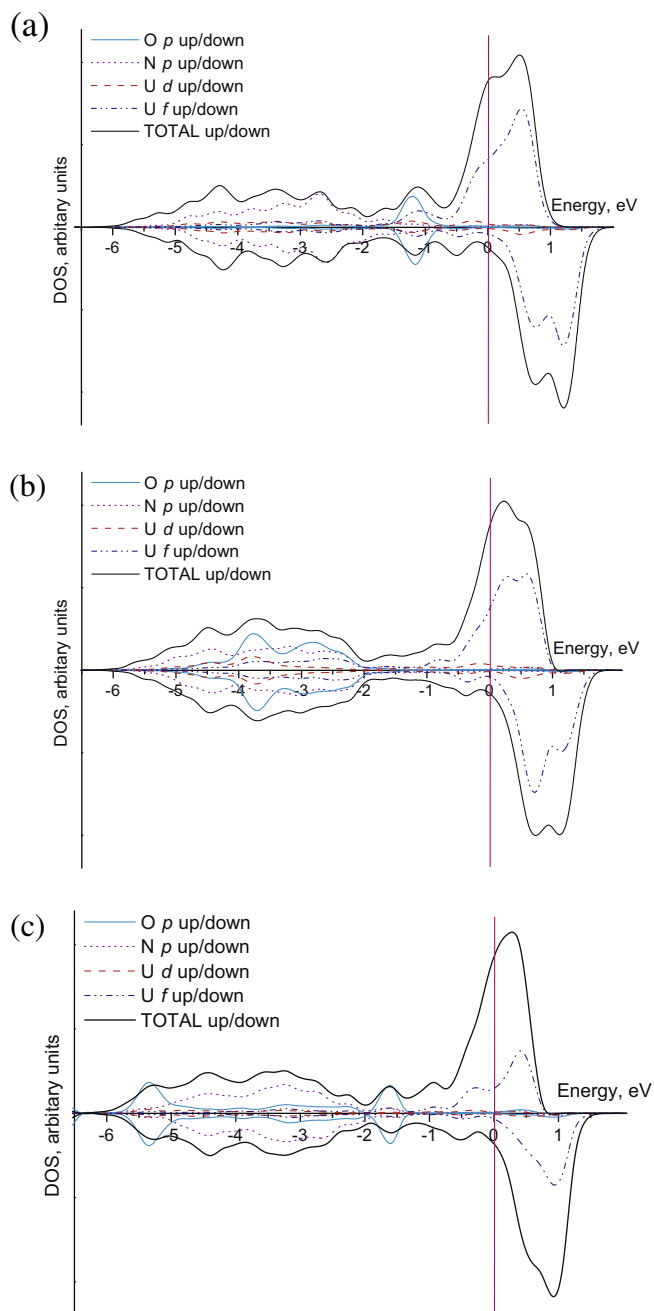 (a)
O p up/down
N p up/down
U d up/down
U f up/down
TOTAL up/down
DOS, arbitary units
Energy, eV
-6 -5 -4 -3 -2 -1 0 1
(b)
O p up/down
N p up/down
U d up/down
U f up/down
TOTAL up/down
DOS, arbitary units
Energy, eV
-6 -5 -4 -3 -2 -1 0 1
(c)
O p up/down
N p up/down
U d up/down
U f up/down
TOTAL up/down
DOS, arbitary units
Energy, eV
-6 -5 -4 -3 -2 -1 0 1